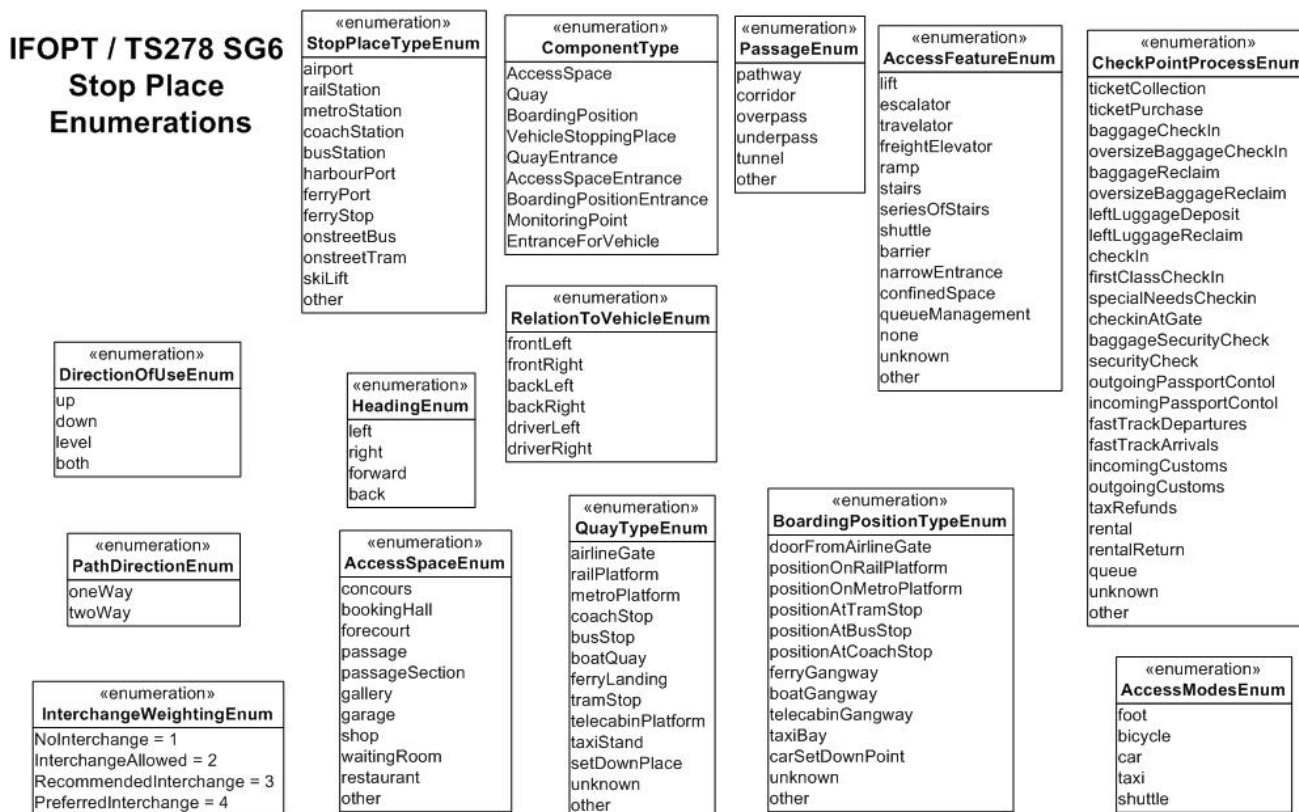 IFOPT / TS278 SG6
Stop Place
Enumerations
«enumeration»
StopPlaceTypeEnum
airport
railStation
metroStation
coachStation
busStation
harbourPort
ferryPort
ferryStop
onstreetBus
onstreetTram
skiLift
other
«enumeration»
ComponentType
AccessSpace
Quay
BoardingPosition
VehicleStoppingPlace
QuayEntrance
AccessSpaceEntrance
BoardingPositionEntrance
MonitoringPoint
EntranceForVehicle
«enumeration»
PassageEnum
pathway
corridor
overpass
underpass
tunnel
other
«enumeration»
AccessFeatureEnum
lift
escalator
travelator
freightElevator
ramp
stairs
seriesOfStairs
shuttle
barrier
narrowEntrance
confinedSpace
queueManagement
none
unknown
other
«enumeration»
CheckPointProcessEnum
ticketCollection
ticketPurchase
baggageCheckIn
oversizeBaggageCheckIn
baggageReclaim
oversizeBaggageReclaim
leftLuggageDeposit
leftLuggageReclaim
checkIn
firstClassCheckIn
specialNeedsCheckin
checkinAtGate
baggageSecurityCheck
securityCheck
outgoingPassportContol
incomingPassportContol
fastTrackDepartures
fastTrackArrivals
incomingCustoms
outgoingCustoms
taxRefunds
rental
rentalReturn
queue
unknown
other
«enumeration»
RelationToVehicleEnum
frontLeft
frontRight
backLeft
backRight
driverLeft
driverRight
«enumeration»
DirectionOfUseEnum
up
down
level
both
«enumeration»
HeadingEnum
left
right
forward
back
«enumeration»
PathDirectionEnum
oneWay
twoWay
«enumeration»
AccessSpaceEnum
concours
bookingHall
forecourt
passage
passageSection
gallery
garage
shop
waitingRoom
restaurant
other
«enumeration»
QuayTypeEnum
airlineGate
railPlatform
metroPlatform
coachStop
busStop
boatQuay
ferryLanding
tramStop
telecabinPlatform
taxiStand
setDownPlace
unknown
other
«enumeration»
BoardingPositionTypeEnum
doorFromAirlineGate
positionOnRailPlatform
positionOnMetroPlatform
positionAtTramStop
positionAtBusStop
positionAtCoachStop
ferryGangway
boatGangway
telecabinGangway
taxiBay
carSetDownPoint
unknown
other
«enumeration»
InterchangeWeightingEnum
NoInterchange = 1
InterchangeAllowed = 2
RecommendedInterchange = 3
PreferredInterchange = 4
«enumeration»
AccessModesEnum
foot
bicycle
car
taxi
shuttle